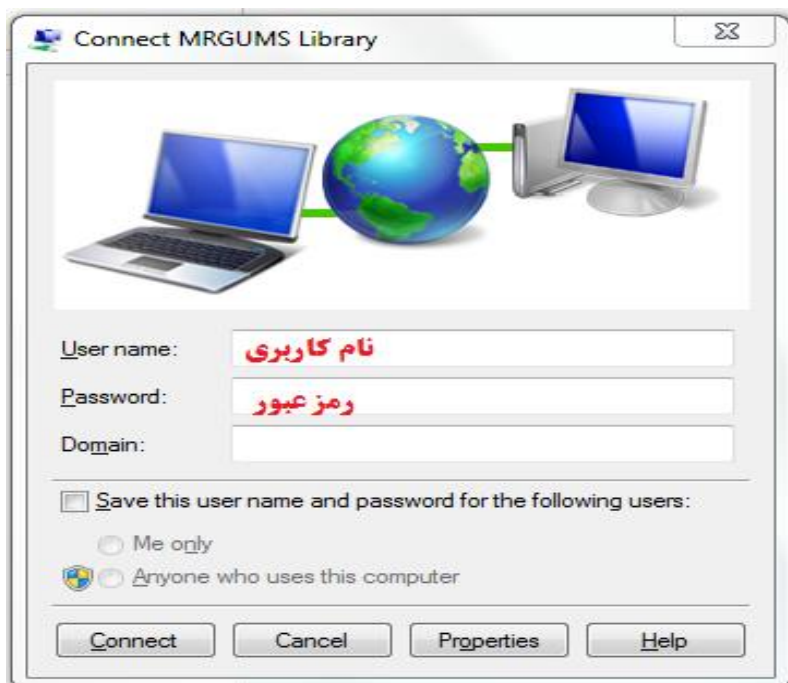 Connect MRGUMS Library
User name: نام کاربری
Password: رمز عبور
Domain:
Save this user name and password for the following users:
Me only
Anyone who uses this computer
Connect Cancel Properties Help